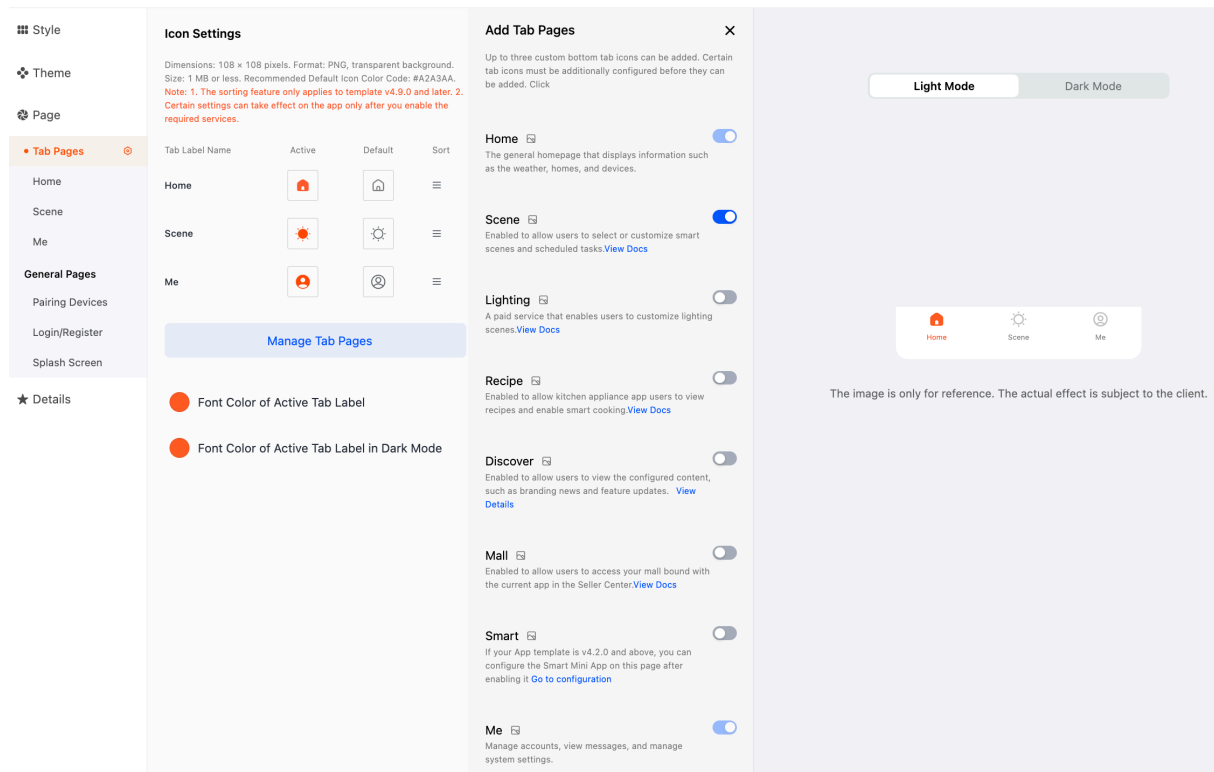 Style
Theme
Page
Tab Pages
Home
Scene
Me
General Pages
Pairing Devices
Login/Register
Splash Screen
Details
Icon Settings
Dimensions: 108 × 108 pixels. Format: PNG, transparent background.
Size: 1 MB or less. Recommended Default Icon Color Code: #A2A3AA.
Note: 1. The sorting feature only applies to template v4.9.0 and later. 2.
Certain settings can take effect on the app only after you enable the
required services.
Tab Label Name Active Default Sort
Home
Scene
Me
Manage Tab Pages
Font Color of Active Tab Label
Font Color of Active Tab Label in Dark Mode
Add Tab Pages
Up to three custom bottom tab icons can be added. Certain
tab icons must be additionally configured before they can
be added. Click
Home
The general homepage that displays information such
as the weather, homes, and devices.
Scene
Enabled to allow users to select or customize smart
scenes and scheduled tasks.View Docs
Lighting
A paid service that enables users to customize lighting
scenes.View Docs
Recipe
Enabled to allow kitchen appliance app users to view
recipes and enable smart cooking.View Docs
Discover
Enabled to allow users to view the configured content,
such as branding news and feature updates. View
Details
Mall
Enabled to allow users to access your mall bound with
the current app in the Seller Center.View Docs
Smart
If your App template is v4.2.0 and above, you can
configure the Smart Mini App on this page after
enabling it Go to configuration
Me
Manage accounts, view messages, and manage
system settings.
Light Mode Dark Mode
Home Scene Me
The image is only for reference. The actual effect is subject to the client.